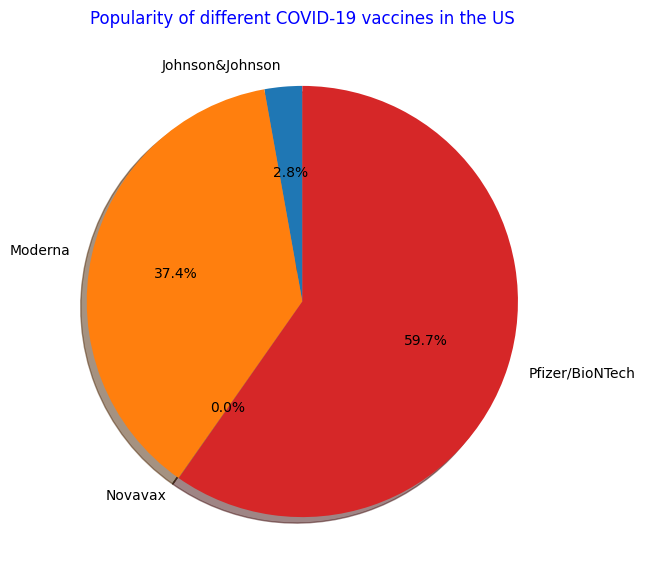 Popularity of different COVID-19 vaccines in the US
Johnson&Johnson
2.8%
Moderna
37.4%
59.7%
Pfizer/BioNTech
0.0%
Novavax